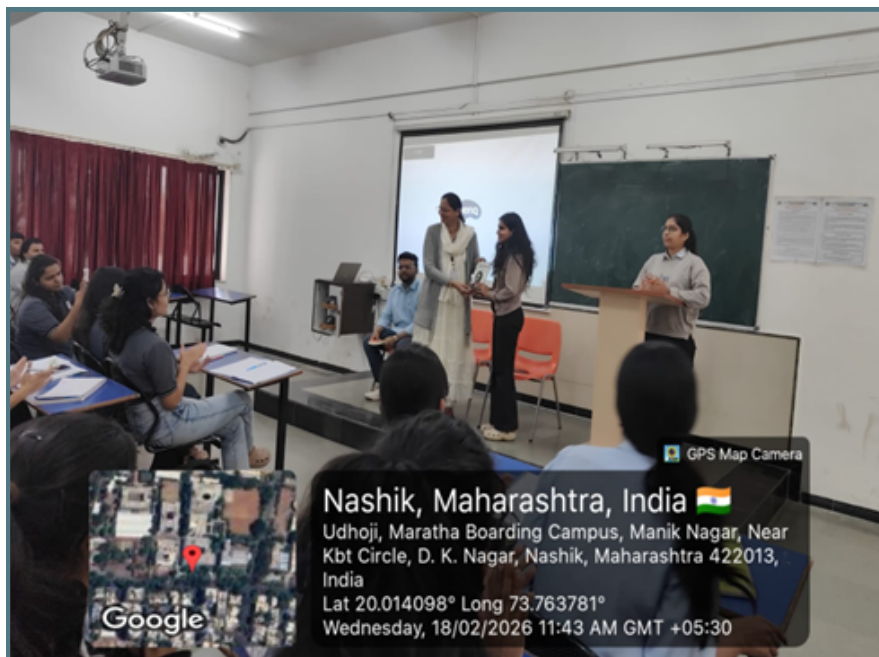 GPS Map Camera
Nashik, Maharashtra, India
Udhoji, Maratha Boarding Campus, Manik Nagar, Near
Kbt Circle, D. K. Nagar, Nashik, Maharashtra 422013,
India
Lat 20.014098° Long 73.763781°
Wednesday, 18/02/2026 11:43 AM GMT +05:30
Google